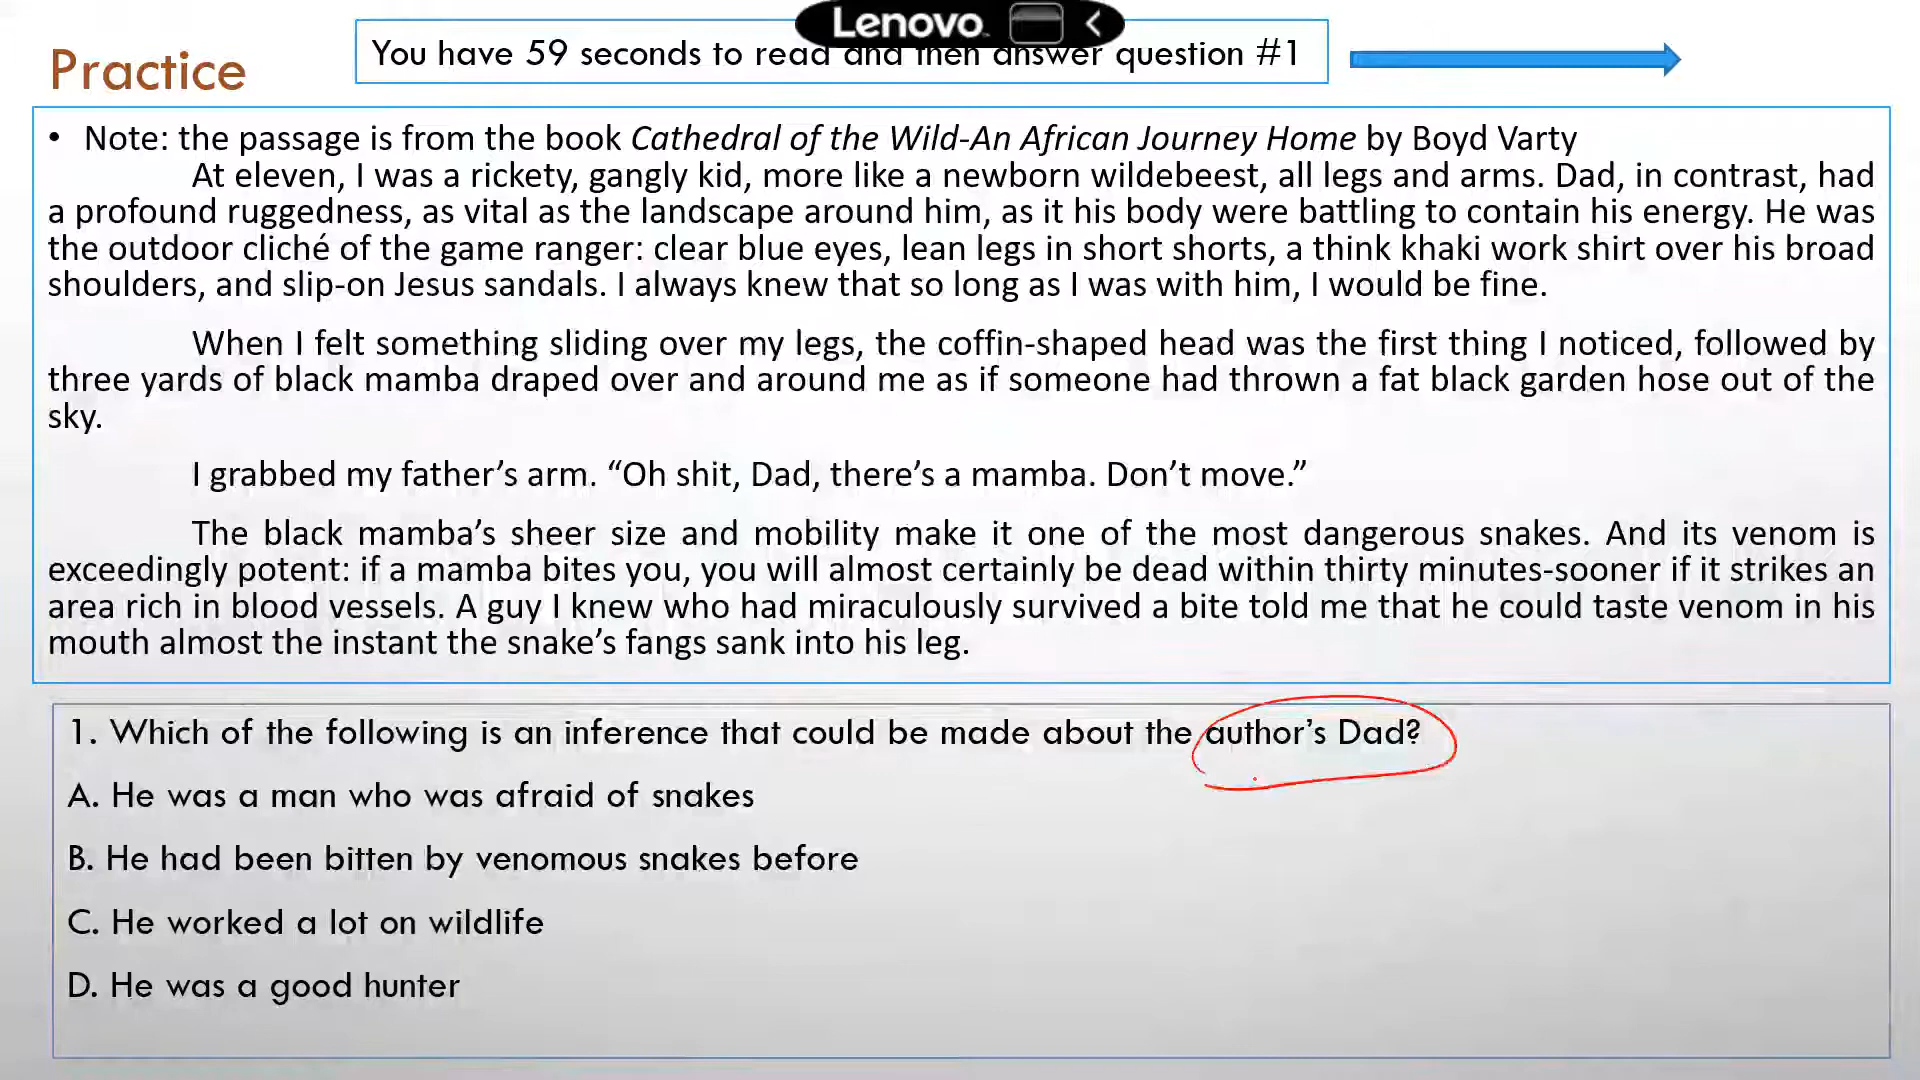 Lenovo
Practice
You have 59 seconds to read and then answer question #1
• Note: the passage is from the book Cathedral of the Wild-An African Journey Home by Boyd Varty
At eleven, I was a rickety, gangly kid, more like a newborn wildebeest, all legs and arms. Dad, in contrast, had
a profound ruggedness, as vital as the landscape around him, as it his body were battling to contain his energy. He was
the outdoor cliché of the game ranger: clear blue eyes, lean legs in short shorts, a think khaki work shirt over his broad
shoulders, and slip-on Jesus sandals. I always knew that so long as I was with him, I would be fine.
When I felt something sliding over my legs, the coffin-shaped head was the first thing I noticed, followed by
three yards of black mamba draped over and around me as if someone had thrown a fat black garden hose out of the
sky.
I grabbed my father’s arm. “Oh shit, Dad, there’s a mamba. Don’t move.”
The black mamba’s sheer size and mobility make it one of the most dangerous snakes. And its venom is
exceedingly potent: if a mamba bites you, you will almost certainly be dead within thirty minutes-sooner if it strikes an
area rich in blood vessels. A guy I knew who had miraculously survived a bite told me that he could taste venom in his
mouth almost the instant the snake’s fangs sank into his leg.
1. Which of the following is an inference that could be made about the author’s Dad?
A. He was a man who was afraid of snakes
B. He had been bitten by venomous snakes before
C. He worked a lot on wildlife
D. He was a good hunter